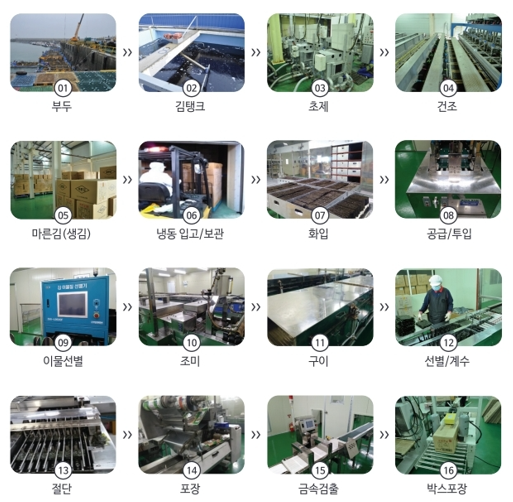 01
부두
02
김탱크
03
초제
04
건조
05
마른김(생김)
06
냉동 입고/보관
07
화입
08
공급/투입
09
이물선별
10
조미
11
구이
12
선별/계수
13
절단
14
포장
15
금속검출
16
박스포장